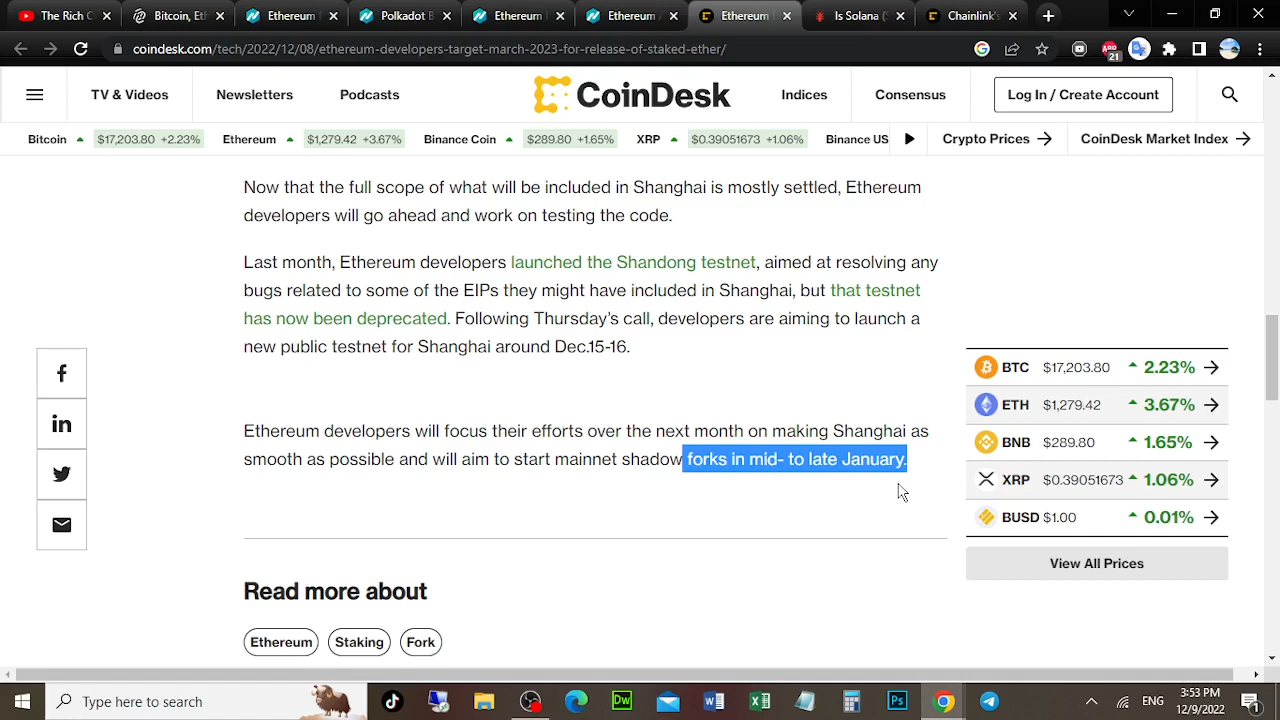 The Rich C
Bitcoin, Eth
Ethereum
Polkadot B
Ethereum
Ethereum A
Ethereum
Is Solana (S
Chainlink's
coindesk.com/tech/2022/12/08/ethereum-developers-target-march-2023-for-release-of-staked-ether/
21
TV & Videos
Newsletters
Podcasts
CoinDesk
Indices
Consensus
Log In / Create Account
Bitcoin $17,203.80 +2.23% Ethereum $1,279.42 +3.67% Binance Coin $289.80 +1.65% XRP $0.39051673 +1.06% Binance US
Crypto Prices
CoinDesk Market Index
Now that the full scope of what will be included in Shanghai is mostly settled, Ethereum
developers will go ahead and work on testing the code.
Last month, Ethereum developers launched the Shandong testnet, aimed at resolving any
bugs related to some of the EIPs they might have included in Shanghai, but that testnet
has now been deprecated. Following Thursday's call, developers are aiming to launch a
new public testnet for Shanghai around Dec.15-16.
Ethereum developers will focus their efforts over the next month on making Shanghai as
smooth as possible and will aim to start mainnet shadow forks in mid- to late January.
BTC $17,203.80 2.23%
ETH $1,279.42 3.67%
BNB $289.80 1.65%
XRP $0.39051673 1.06%
BUSD $1.00 0.01%
View All Prices
Read more about
Ethereum
Staking
Fork
Type here to search
Dw
Ps
ENG
3:53 PM
12/9/2022
1